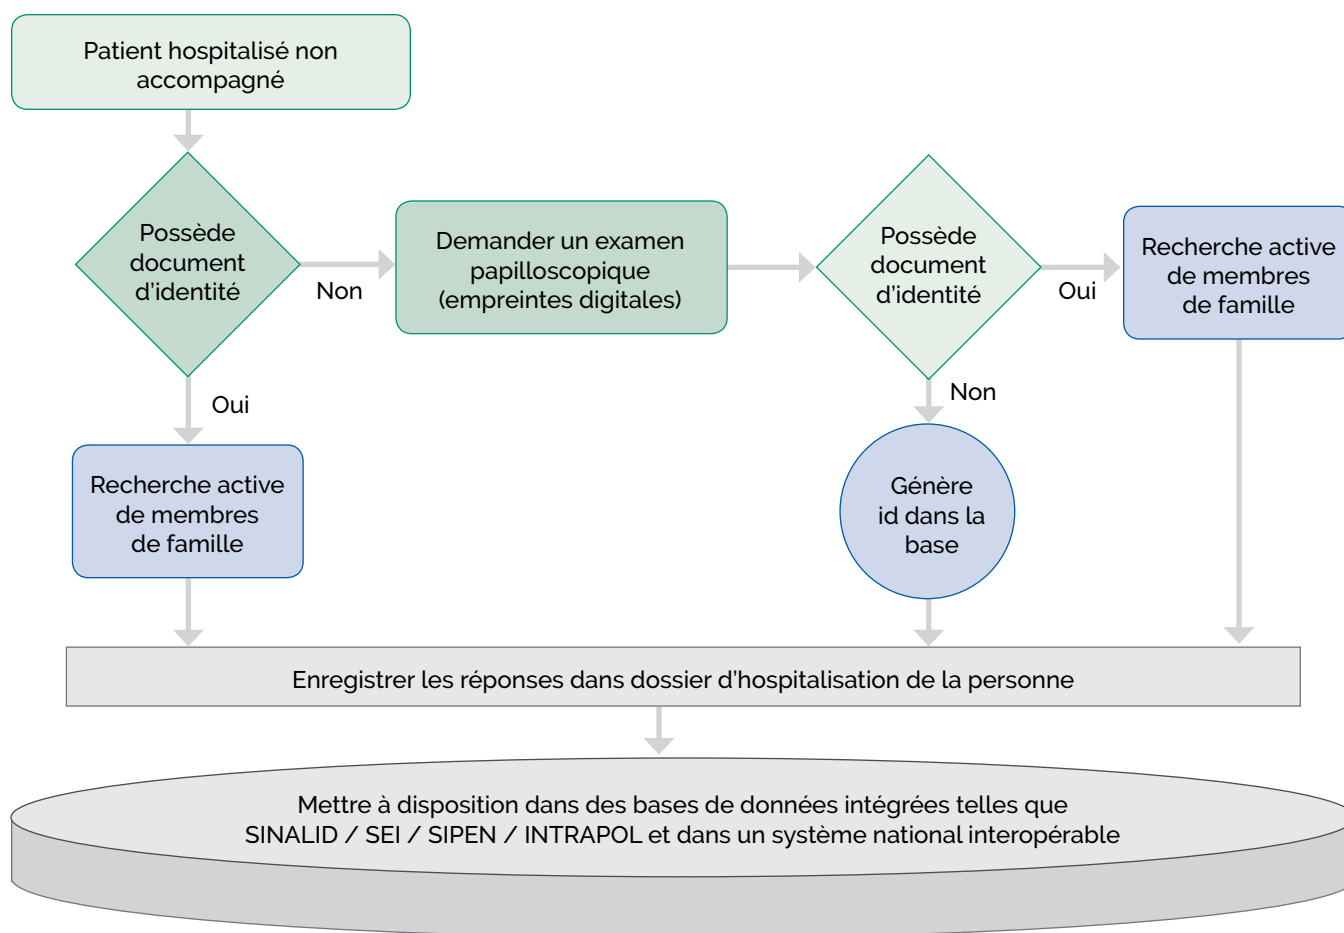 Patient hospitalisé non
accompagné
Possède
document
d'identité
Non
Demander un examen
papilloscopique
(empreintes digitales)
Possède
document
d'identité
Oui
Recherche active
de membres
de famille
Oui
Non
Recherche active
de membres
de famille
Génère
id dans la
base
Enregistrer les réponses dans dossier d'hospitalisation de la personne
Mettre à disposition dans des bases de données intégrées telles que
SINALID / SEI / SIPEN / INTRAPOL et dans un système national interopérable